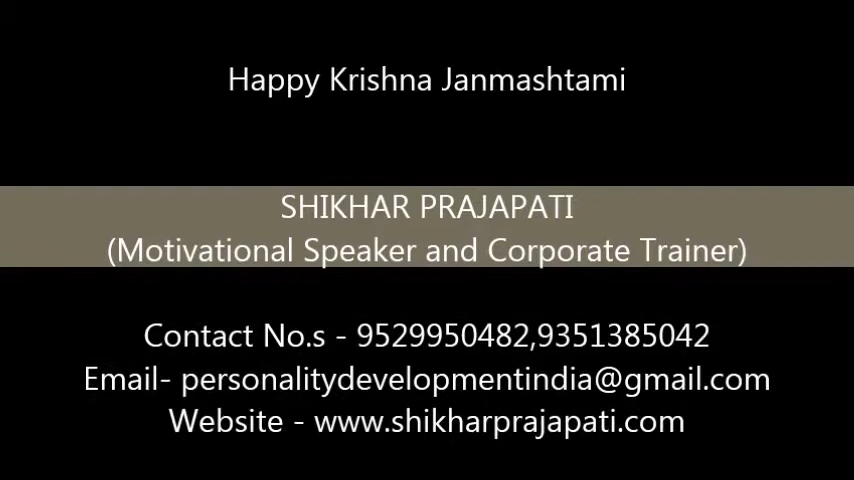 Happy Krishna Janmashtami
SHIKHAR PRAJAPATI
(Motivational Speaker and Corporate Trainer)
Contact No.s - 9529950482,9351385042
Email- personalitydevelopmentindia@gmail.com
Website - www.shikharprajapati.com